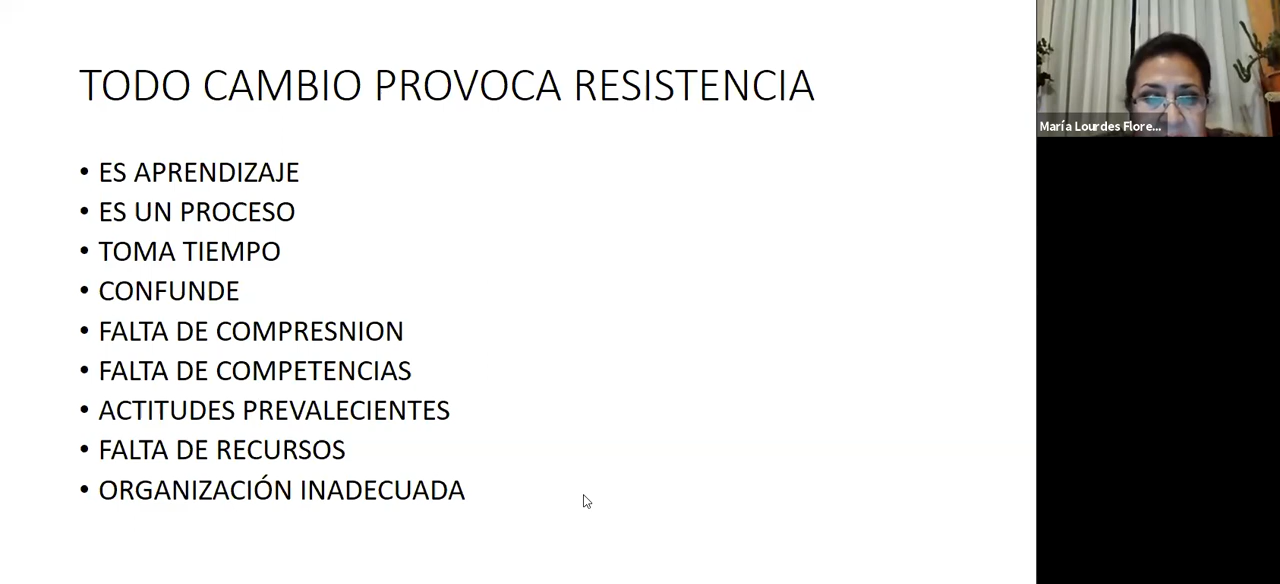 TODO CAMBIO PROVOCA RESISTENCIA
• ES APRENDIZAJE
• ES UN PROCESO
• TOMA TIEMPO
• CONFUNDE
• FALTA DE COMPRESNION
• FALTA DE COMPETENCIAS
• ACTITUDES PREVALECIENTES
• FALTA DE RECURSOS
• ORGANIZACIÓN INADECUADA
María Lourdes Flore...